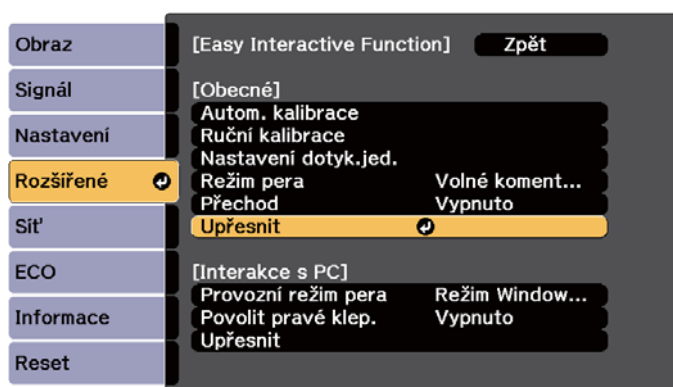 Obraz
Signál
Nastavení
Rozšířené
Síť
ECO
Informace
Reset
[Easy Interactive Function] Zpět
[Obecné]
Autom. kalibrace
Ruční kalibrace
Nastavení dotyk.jed.
Režim pera Volné koment...
Přechod Vypnuto
Upřesnit
[Interakce s PC]
Provozní režim pera Režim Window...
Povolit pravé klep. Vypnuto
Upřesnit